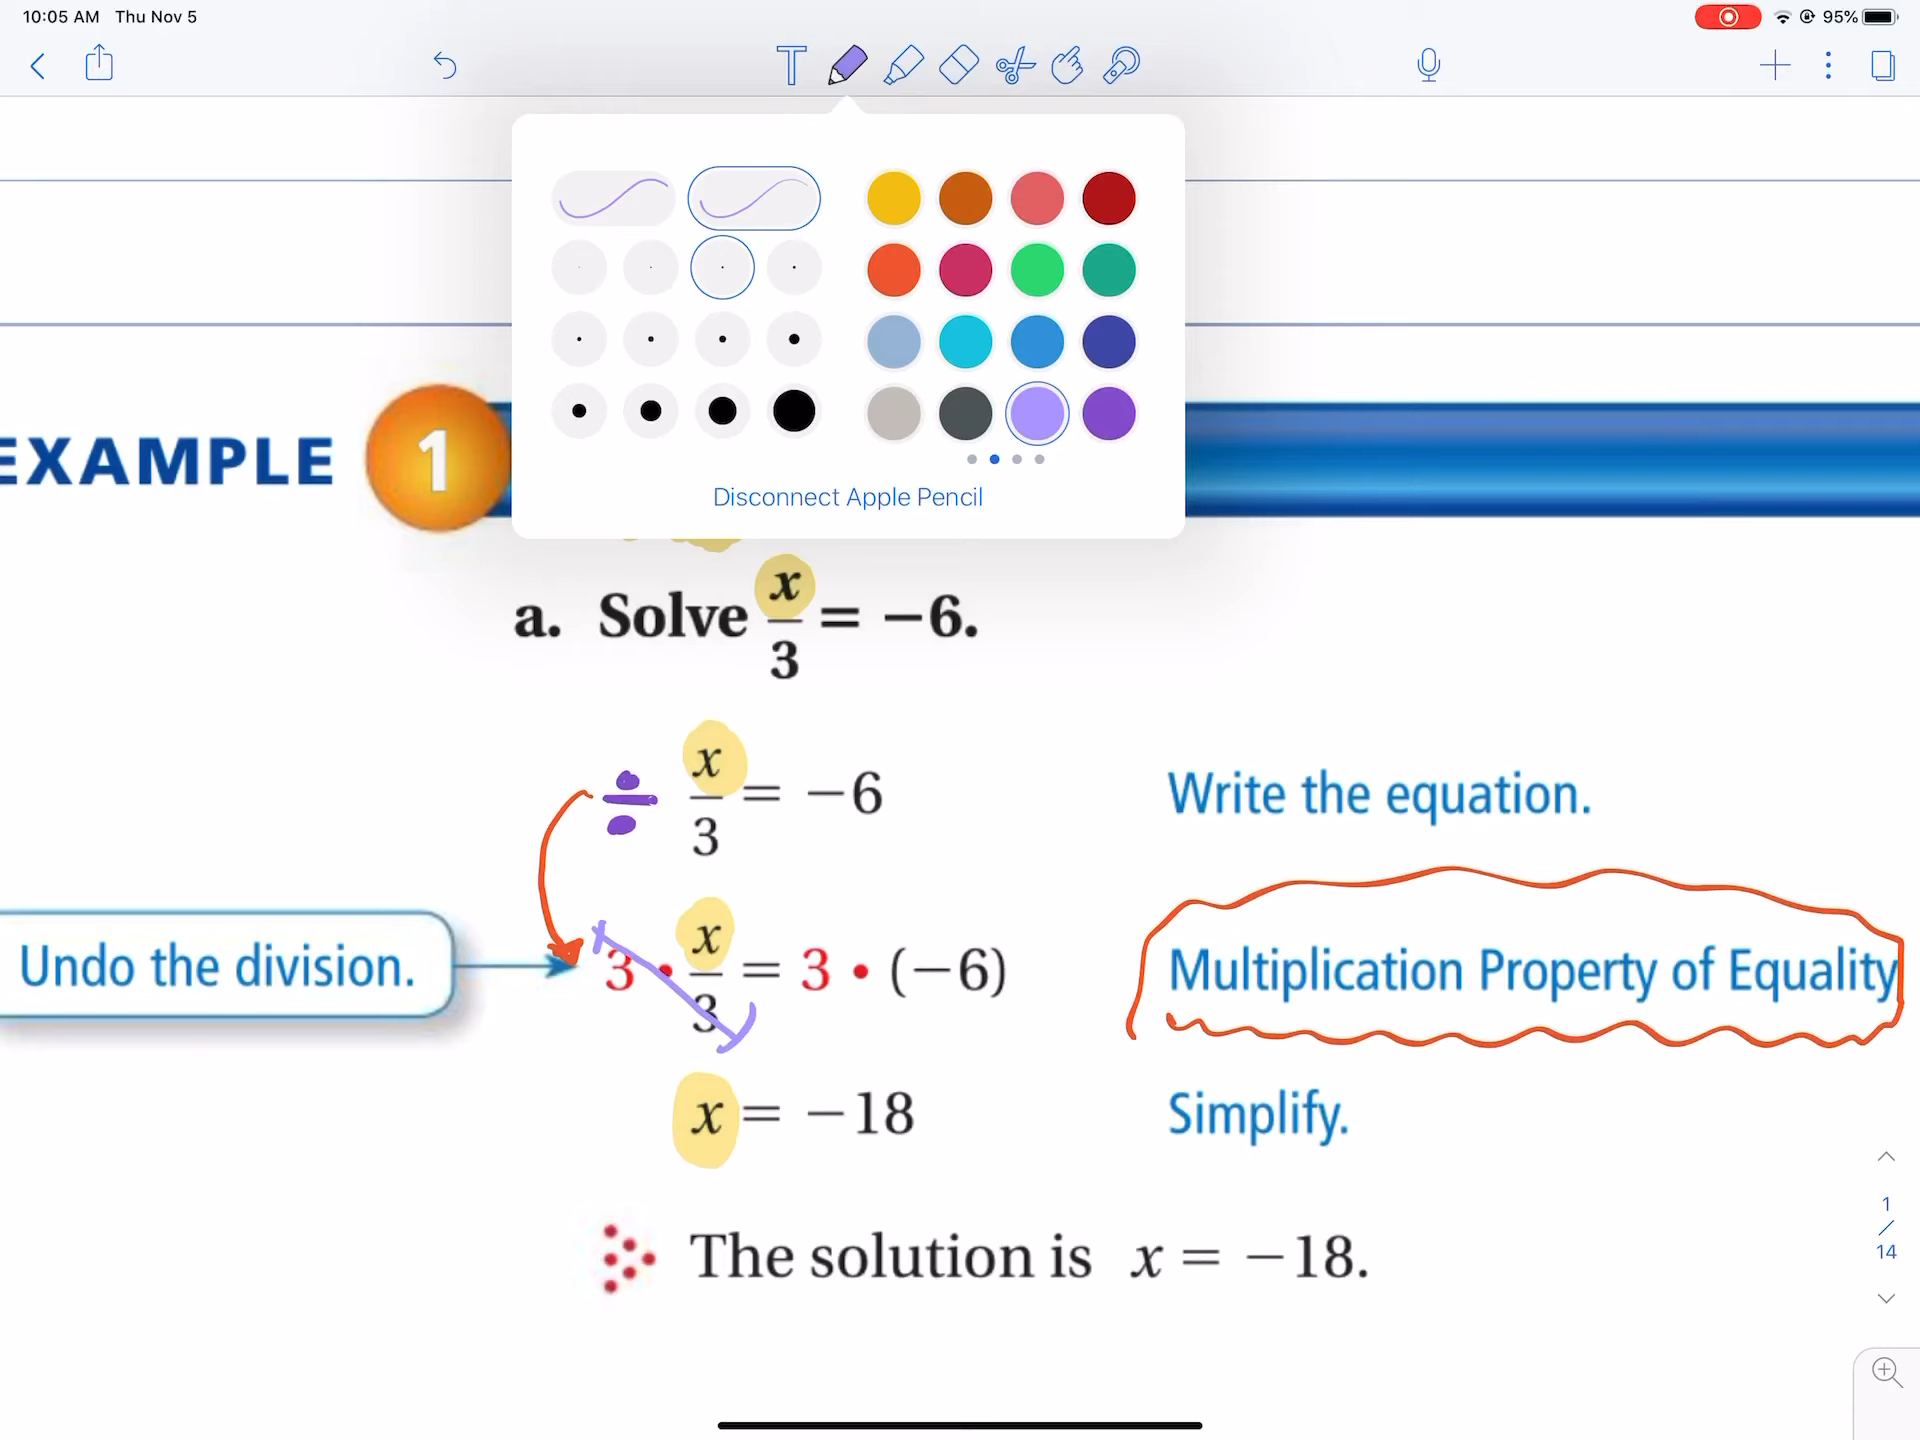 10:05 AM Thu Nov 5 95%
Disconnect Apple Pencil
EXAMPLE 1
a. Solve x/3 = −6.
÷ x/3 = −6 Write the equation.
Undo the division. 3 • x/3 = 3 • (−6) Multiplication Property of Equality
x = −18 Simplify.
The solution is x = −18.
1
/
14